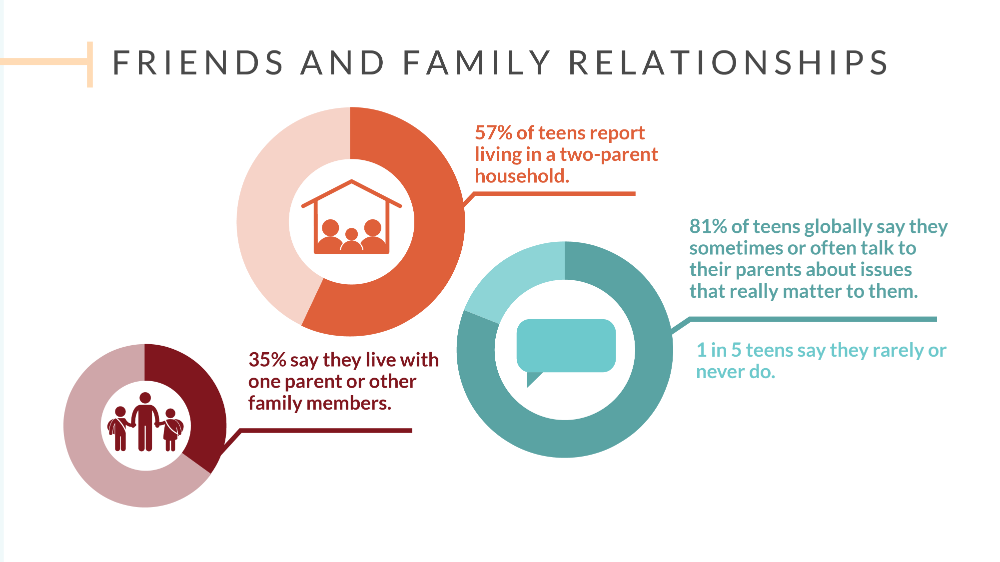 FRIENDS AND FAMILY RELATIONSHIPS
57% of teens report
living in a two-parent
household.
81% of teens globally say they
sometimes or often talk to
their parents about issues
that really matter to them.
1 in 5 teens say they rarely or
never do.
35% say they live with
one parent or other
family members.